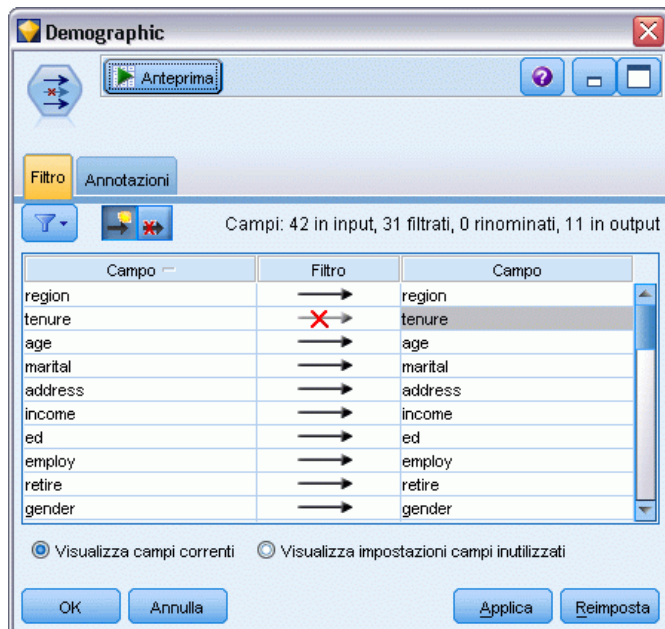 Demographic
Anteprima
Filtro Annotazioni
Campi: 42 in input, 31 filtrati, 0 rinominati, 11 in output
Campo Filtro Campo
region region
tenure tenure
age age
marital marital
address address
income income
ed ed
employ employ
retire retire
gender gender
Visualizza campi correnti Visualizza impostazioni campi inutilizzati
OK Annulla Applica Reimposta